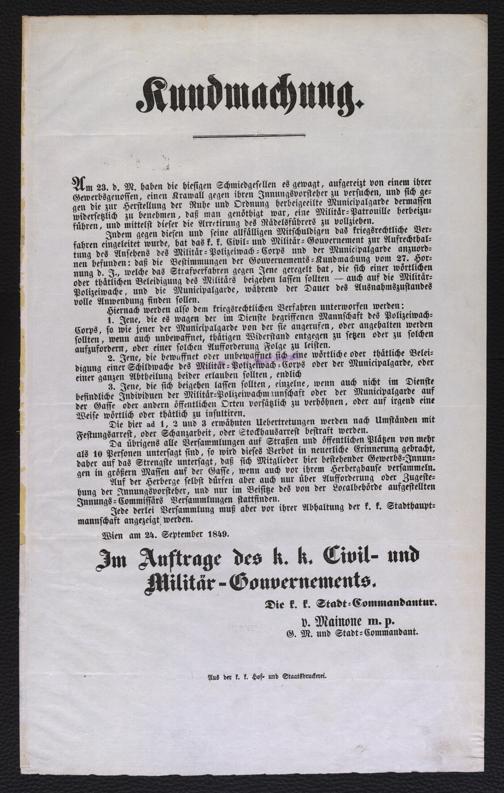 Kundmachung.
Am 23. d. M. haben die hiesigen Schmiedgesellen es gewagt, aufgereizt von einem ihrer
Gewerbsgenossen, einen Krawall gegen ihren Innungsvorsteher zu versuchen, und sich ge-
gen die zur Herstellung der Ruhe und Ordnung herbeigeeilte Municipalgarde dermassen
widersetzlich zu benehmen, daß man genöthigt war, eine Militär-Patrouille herbeizu-
führen, und mittelst dieser die Arretirung des Rädelsführers zu vollziehen.
Indem gegen diesen und seine allfälligen Mitschuldigen das kriegsrechtliche Ver-
fahren eingeleitet wurde, hat das k. k. Civil- und Militär-Gouvernement zur Aufrechthal-
tung des Ansehens des Militär-Polizeiwach-Corps und der Municipalgarde anzuord-
nen befunden: daß die Bestimmungen der Gouvernements-Kundmachung vom 27. Hor-
nung d. J., welche das Strafverfahren gegen Jene geregelt hat, die sich einer wörtlichen
oder thätlichen Beleidigung des Militärs beigehen lassen sollten — auch auf die Militär-
Polizeiwache, und die Municipalgarde, während der Dauer des Ausnahmszustandes
volle Anwendung finden sollen.
Hiernach werden also dem kriegsrechtlichen Verfahren unterworfen werden:
1. Jene, die es wagen der im Dienste begriffenen Mannschaft des Polizeiwach-
Corps, so wie jener der Municipalgarde von der sie angerufen, oder angehalten werden
sollten, wenn auch unbewaffnet, thätigen Widerstand entgegen zu setzen oder zu solchen
aufzufordern, oder einer solchen Aufforderung Folge zu leisten.
2. Jene, die bewaffnet oder unbewaffnet sich eine wörtliche oder thätliche Belei-
digung einer Schildwache des Militär-Polizeiwach-Corps oder der Municipalgarde, oder
einer ganzen Abtheilung beider erlauben sollten, endlich
3. Jene, die sich beigehen lassen sollten, einzelne, wenn auch nicht im Dienste
befindliche Individuen der Militär-Polizeiwachmannschaft oder der Municipalgarde auf
der Gasse oder andern öffentlichen Orten vorsätzlich zu verhöhnen, oder auf irgend eine
Weise wörtlich oder thätlich zu insultiren.
Die hier ad 1, 2 und 3 erwähnten Uebertretungen werden nach Umständen mit
Festungsarrest, oder Schanzarbeit, oder Stockhausarrest bestraft werden.
Da übrigens alle Versammlungen auf Straßen und öffentlichen Plätzen von mehr
als 10 Personen untersagt sind, so wird dieses Verbot in neuerliche Erinnerung gebracht,
daher auf das Strengste untersagt, daß sich Mitglieder hier bestehender Gewerbs-Innun-
gen in größern Massen auf der Gasse, wenn auch vor ihrem Herbergshause versammeln.
Auf der Herberge selbst dürfen aber auch nur über Aufforderung oder Zugeste-
hung der Innungsvorsteher, und nur im Beisitze des von der Localbehörde aufgestellten
Innungs-Commissärs Versammlungen stattfinden.
Jede derlei Versammlung muß aber vor ihrer Abhaltung der k. k. Stadthaupt-
mannschaft angezeigt werden.
Wien am 24. September 1849.
Im Auftrage des k. k. Civil- und
Militär-Gouvernements.
Die k. k. Stadt-Commandantur.
v. Mainone m. p.
G. M. und Stadt-Commandant.
Aus der k. k. Hof- und Staatsdruckerei.